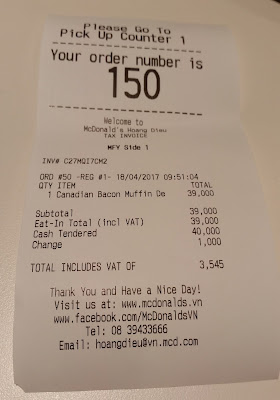 Please Go To
Pick Up Counter 1
Your order number is
150
Welcome to
McDonald's Hoang Dieu
TAX INVOICE
MFY Side 1
INV# C27MQI7CM2
ORD #50 -REG #1- 18/04/2017 09:51:04
QTY ITEM TOTAL
1 Canadian Bacon Muffin De 39,000
Subtotal 39,000
Eat-In Total (incl VAT) 39,000
Cash Tendered 40,000
Change 1,000
TOTAL INCLUDES VAT OF 3,545
Thank You and Have a Nice Day!
Visit us at: www.mcdonalds.vn
www.facebook.com/McDonaldsVN
Tel: 08 39433666
Email: hoangdieu@vn.mcd.com